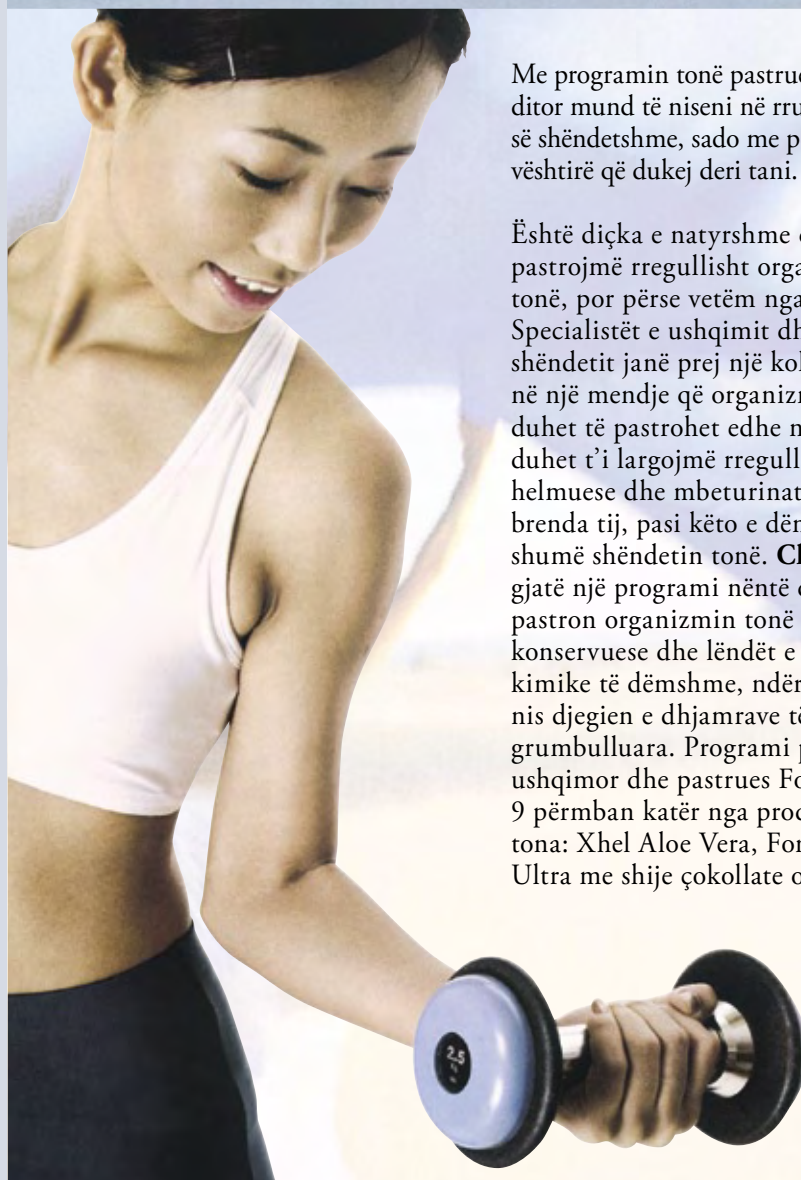 Me programin tonë pastrue
ditor mund të niseni në rru
së shëndetshme, sado me p
vështirë që dukej deri tani.
Është diçka e natyrshme
pastrojmë rregullisht orga
tonë, por përse vetëm nga
Specialistët e ushqimit dh
shëndetit janë prej një ko
në një mendje që organiz
duhet të pastrohet edhe n
duhet t’i largojmë rregull
helmuese dhe mbeturinat
brenda tij, pasi këto e dë
shumë shëndetin tonë. C
gjatë një programi nëntë
pastron organizmin tonë
konservuese dhe lëndët e
kimike të dëmshme, ndër
nis djegien e dhjamrave të
grumbulluara. Programi p
ushqimor dhe pastrues Fo
9 përmban katër nga pro
tona: Xhel Aloe Vera, For
Ultra me shije çokollate o
2.5